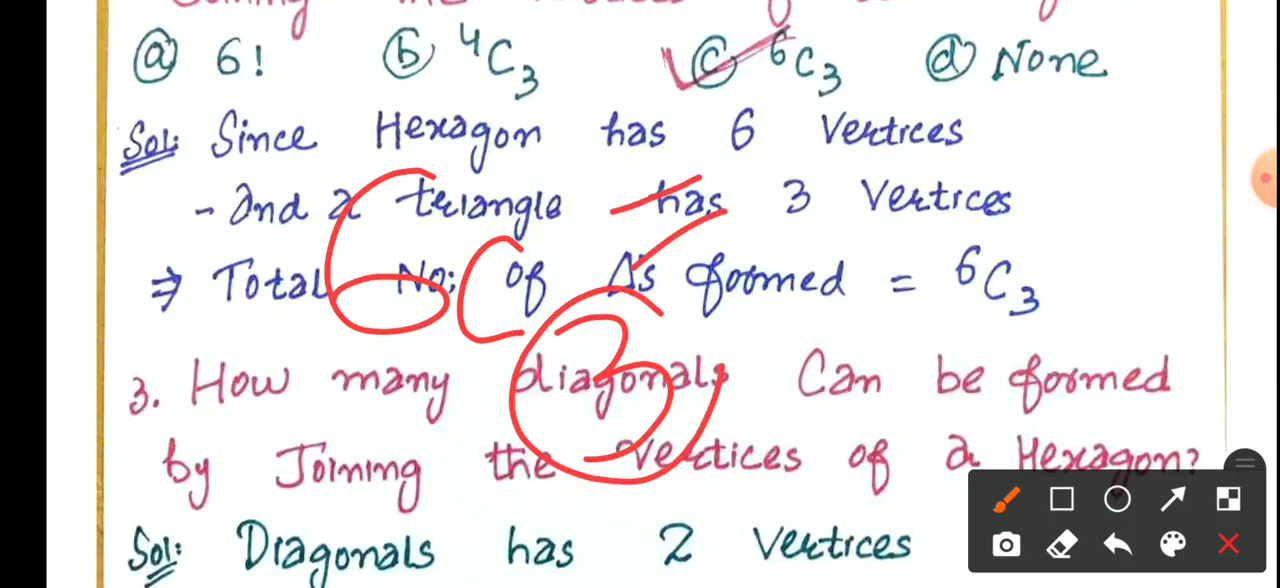 ⓐ 6! ⓑ ⁴C₃ ⓒ ⁶C₃ ⓓ None
Sol: Since Hexagon has 6 Vertices
- And a triangle has 3 Vertices
⇒ Total No: of Δ's formed = ⁶C₃
3. How many diagonals Can be formed
by Joining the Vertices of a Hexagon?
Sol: Diagonals has 2 Vertices
6C3